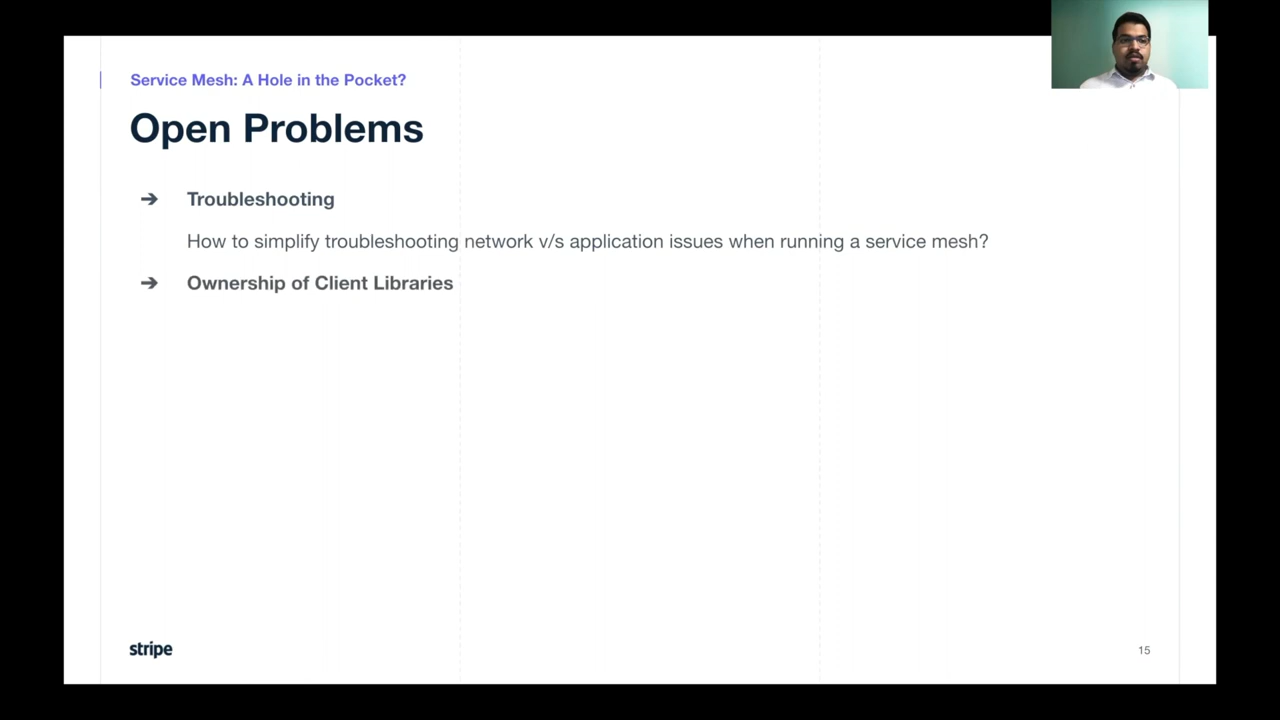 Service Mesh: A Hole in the Pocket?
Open Problems
➔ Troubleshooting
How to simplify troubleshooting network v/s application issues when running a service mesh?
➔ Ownership of Client Libraries
stripe
15